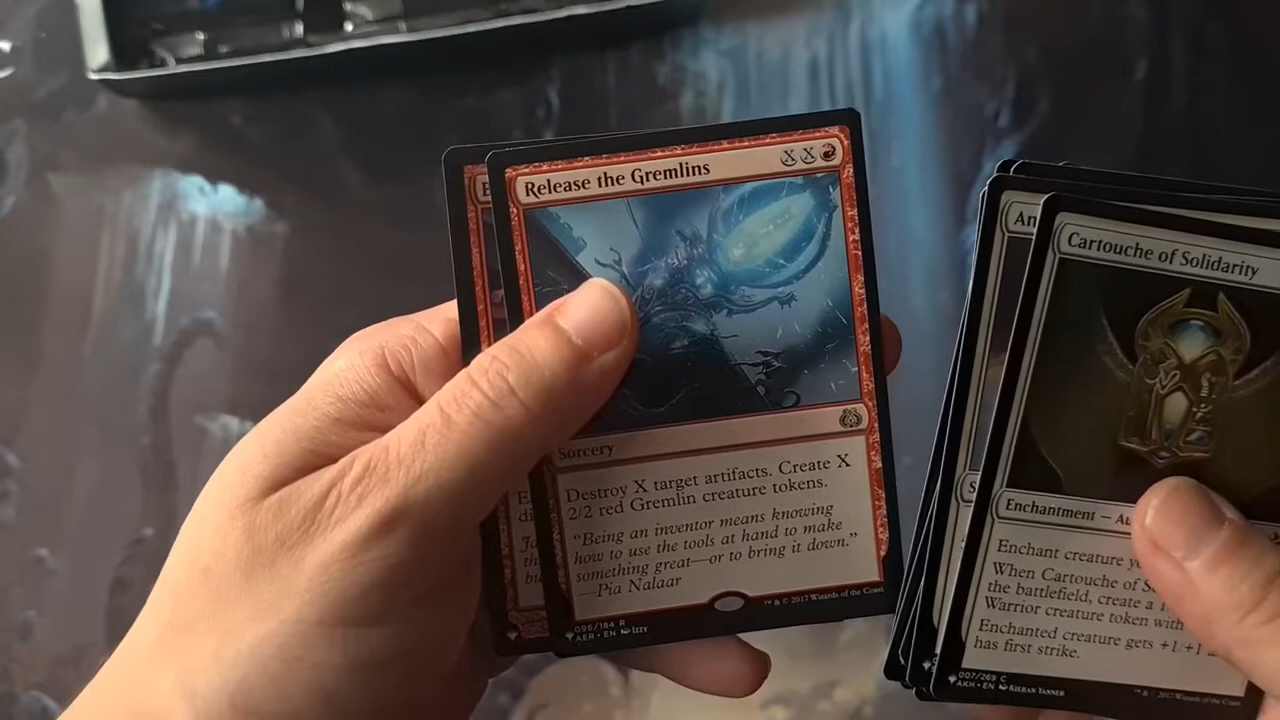 Release the Gremlins
XX
Sorcery
Destroy X target artifacts. Create X
2/2 red Gremlin creature tokens.
"Being an inventor means knowing
how to use the tools at hand to make
something great—or to bring it down."
—Pia Nalaar
096/184 R
AER • EN Izzy
™ & © 2017 Wizards of the Coast
An
Cartouche of Solidarity
Enchantment — Au
Enchant creature y
When Cartouche of S
the battlefield, create a 1
Warrior creature token with
Enchanted creature gets +1/+1 a
has first strike.
007/269 C
AKH • EN Kieran Yanner
™ & © 2017 Wizards of the Coast